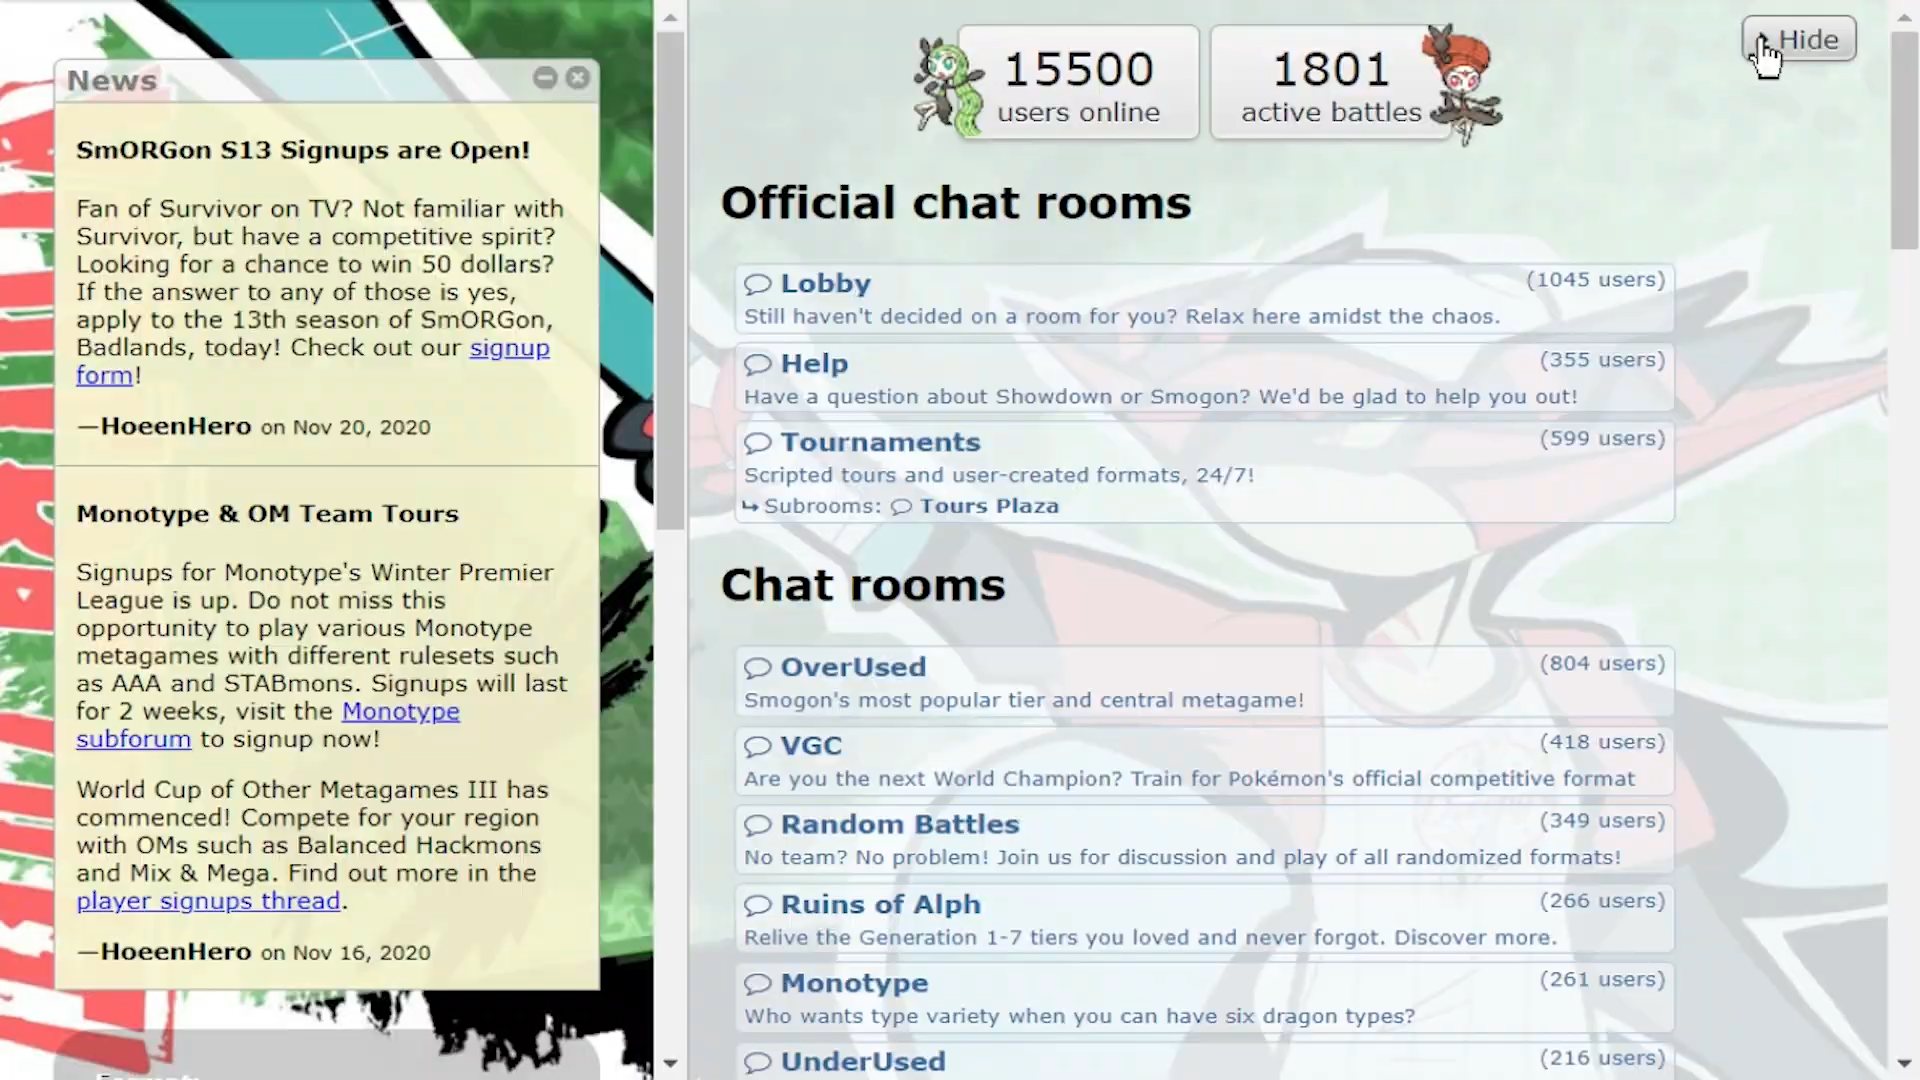 News
SmORGon S13 Signups are Open!
Fan of Survivor on TV? Not familiar with
Survivor, but have a competitive spirit?
Looking for a chance to win 50 dollars?
If the answer to any of those is yes,
apply to the 13th season of SmORGon,
Badlands, today! Check out our signup
form!
—HoeenHero on Nov 20, 2020
Monotype & OM Team Tours
Signups for Monotype's Winter Premier
League is up. Do not miss this
opportunity to play various Monotype
metagames with different rulesets such
as AAA and STABmons. Signups will last
for 2 weeks, visit the Monotype
subforum to signup now!
World Cup of Other Metagames III has
commenced! Compete for your region
with OMs such as Balanced Hackmons
and Mix & Mega. Find out more in the
player signups thread.
—HoeenHero on Nov 16, 2020
15500
users online
1801
active battles
Hide
Official chat rooms
Lobby (1045 users)
Still haven't decided on a room for you? Relax here amidst the chaos.
Help (355 users)
Have a question about Showdown or Smogon? We'd be glad to help you out!
Tournaments (599 users)
Scripted tours and user-created formats, 24/7!
↳ Subrooms: Tours Plaza
Chat rooms
OverUsed (804 users)
Smogon's most popular tier and central metagame!
VGC (418 users)
Are you the next World Champion? Train for Pokémon's official competitive format
Random Battles (349 users)
No team? No problem! Join us for discussion and play of all randomized formats!
Ruins of Alph (266 users)
Relive the Generation 1-7 tiers you loved and never forgot. Discover more.
Monotype (261 users)
Who wants type variety when you can have six dragon types?
UnderUsed (216 users)